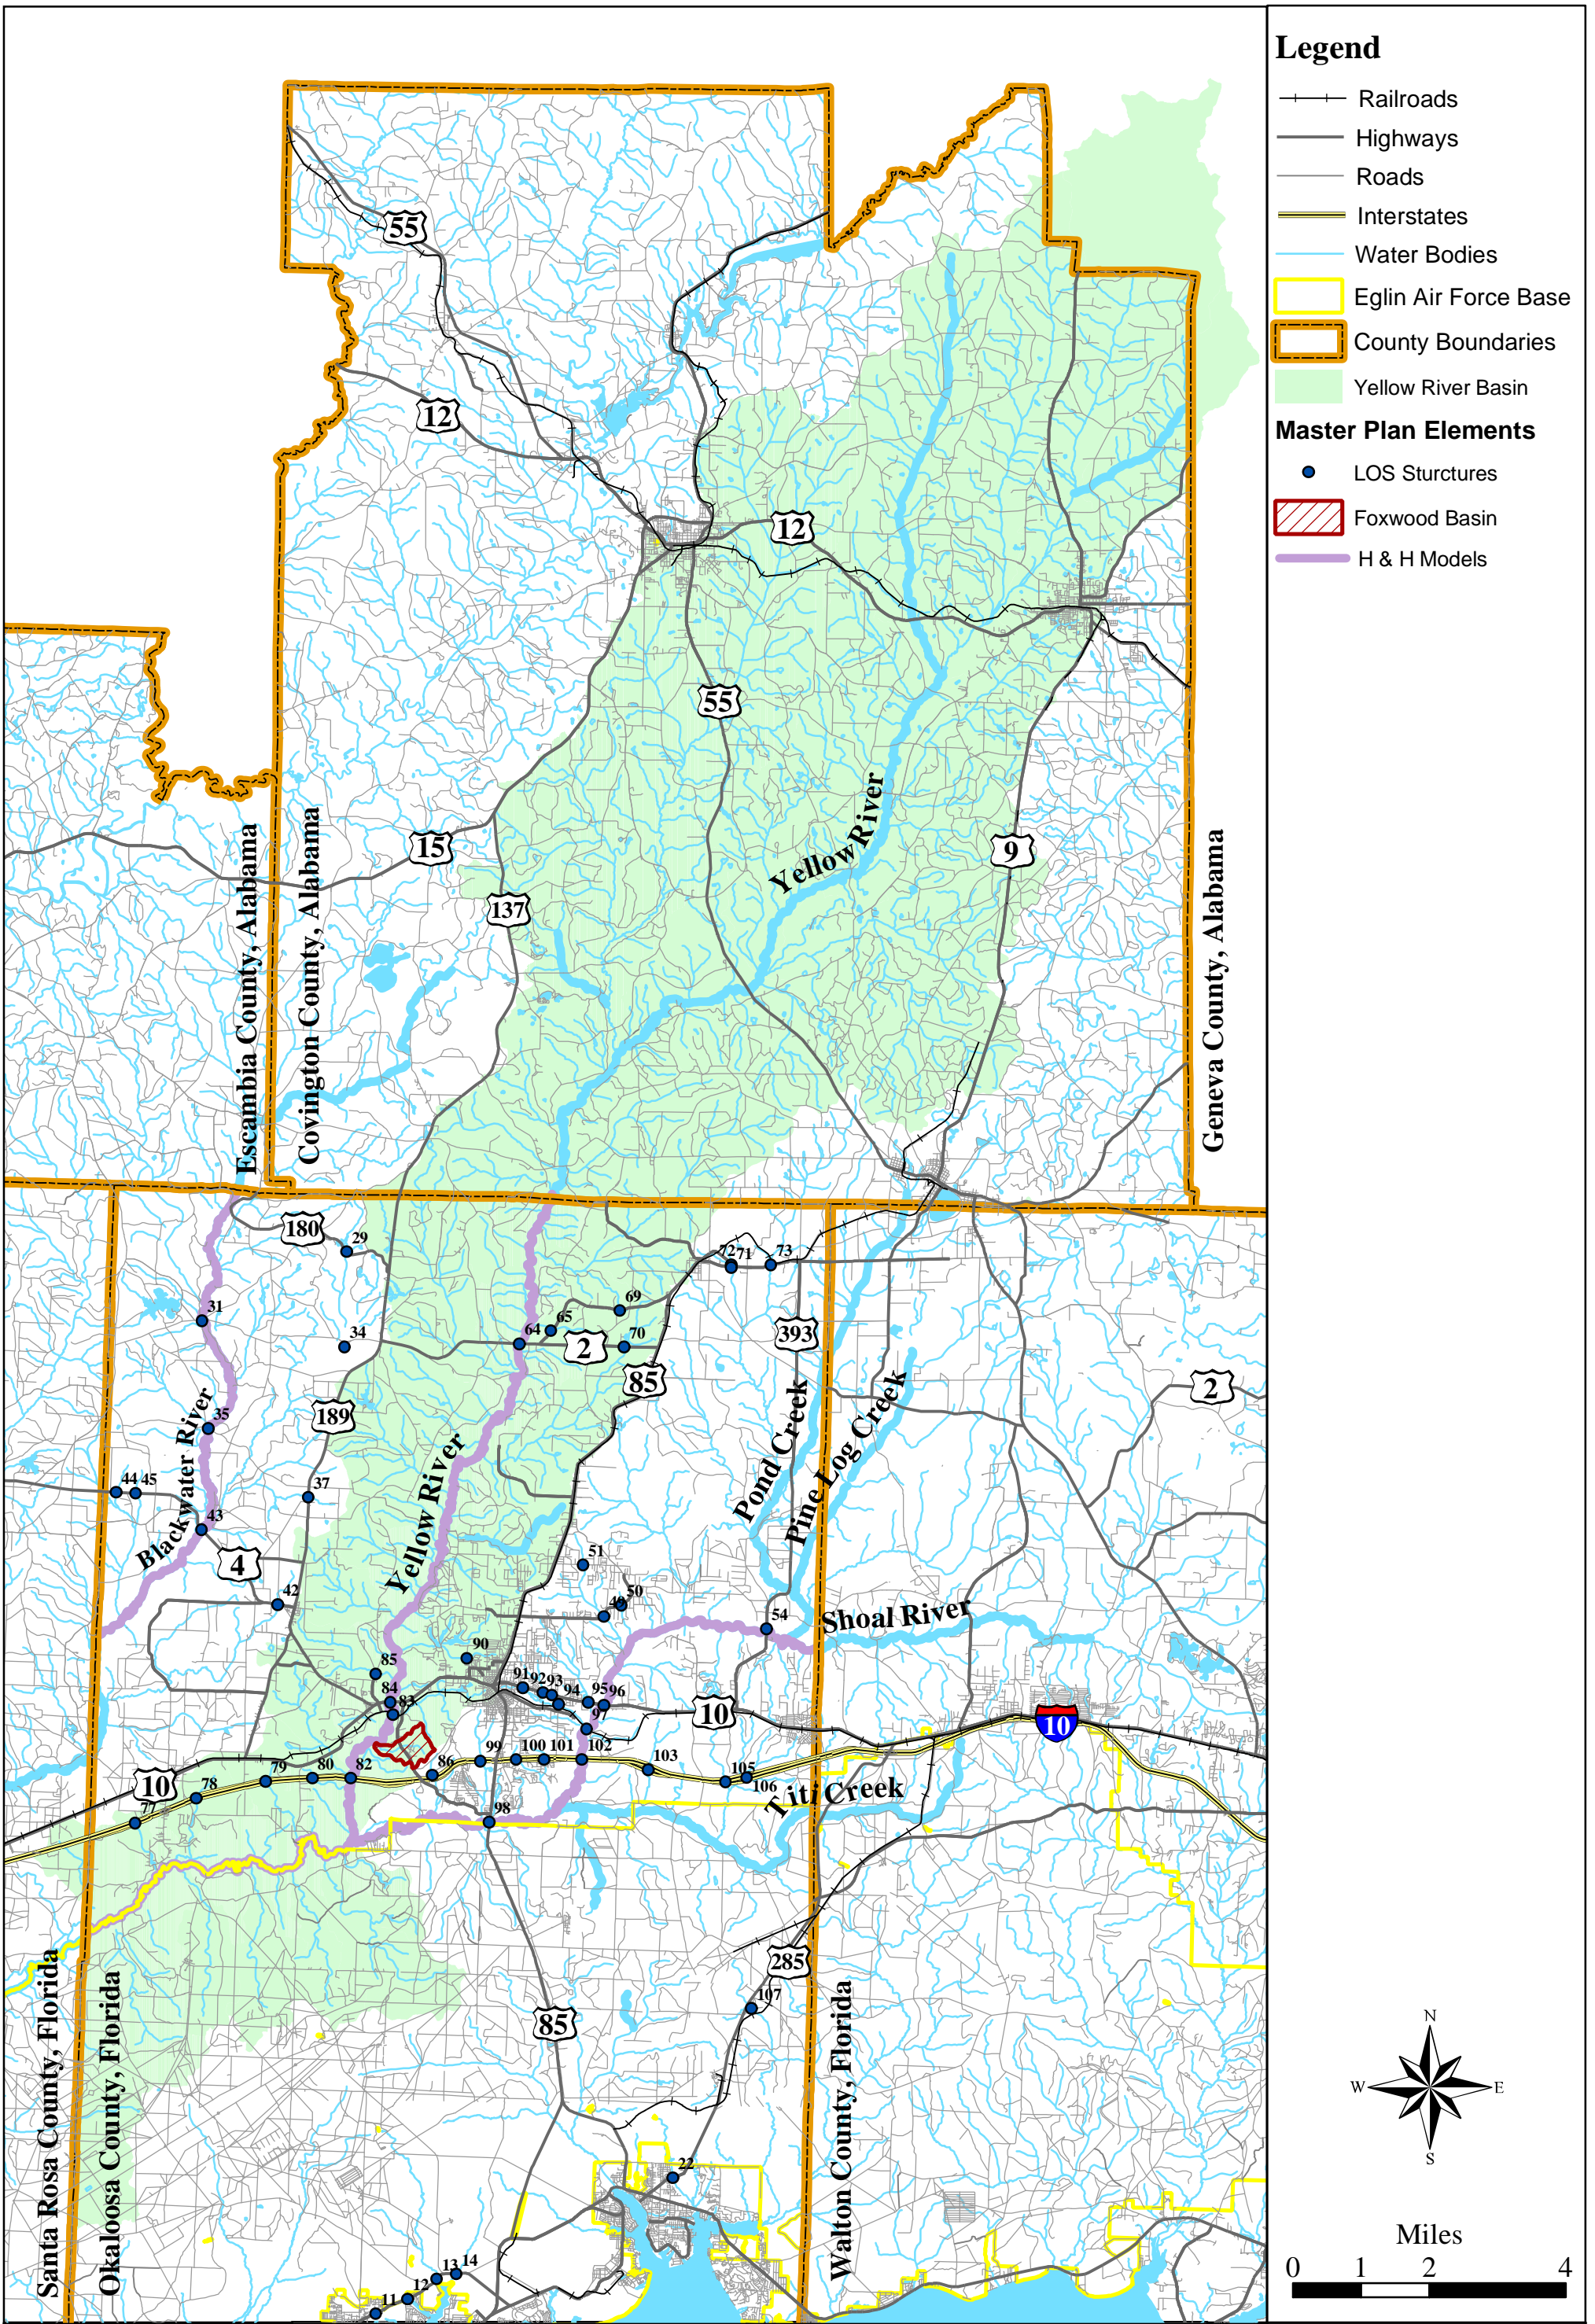 Legend
Railroads
Highways
Roads
Interstates
Water Bodies
Eglin Air Force Base
County Boundaries
Yellow River Basin
Master Plan Elements
LOS Sturctures
Foxwood Basin
H & H Models
55
12
12
55
Yellow River
15
9
137
Escambia County, Alabama
Covington County, Alabama
Geneva County, Alabama
180
29
72
71
73
31
69
65
64
2
70
34
393
85
2
189
35
Blackwater River
Yellow River
Pond Creek
Pine Log Creek
44
45
37
43
4
51
42
50
49
54
Shoal River
90
85
91
92
93
94
95
96
84
83
97
10
10
99
100
101
102
103
86
105
106
82
80
79
78
10
77
98
Titi Creek
285
107
85
Santa Rosa County, Florida
Okaloosa County, Florida
Walton County, Florida
22
13
14
12
11
N
W
E
S
Miles
0
1
2
4